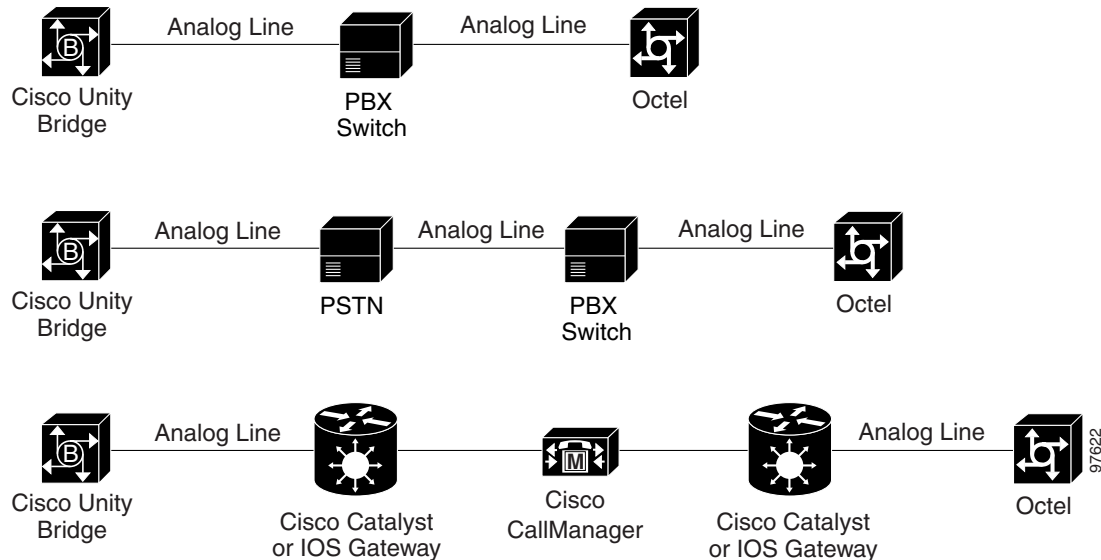 Analog Line
Analog Line
B
Cisco Unity
Bridge
PBX
Switch
Octel
Analog Line
Analog Line
Analog Line
B
Cisco Unity
Bridge
PSTN
PBX
Switch
Octel
Analog Line
Analog Line
B
M
Cisco Unity
Bridge
Cisco Catalyst
or IOS Gateway
Cisco
CallManager
Cisco Catalyst
or IOS Gateway
Octel
97622